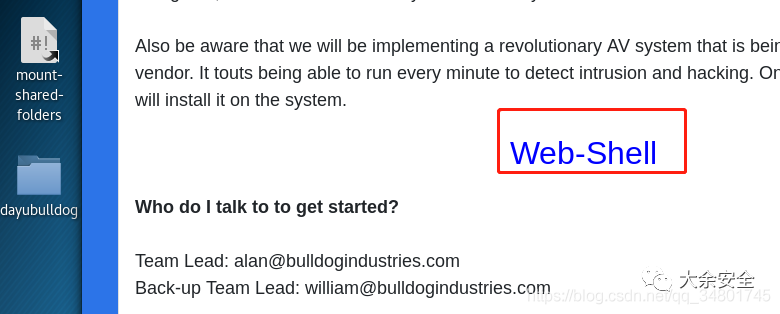 Also be aware that we will be implementing a revolutionary AV system that is bei
vendor. It touts being able to run every minute to detect intrusion and hacking. On
will install it on the system.
#!
mount-
shared-
folders
Web-Shell
dayubulldog
Who do I talk to to get started?
Team Lead: alan@bulldogindustries.com
Back-up Team Lead: william@bulldogindustries.com
大余安全
https://blog.csdn.net/qq_34801745